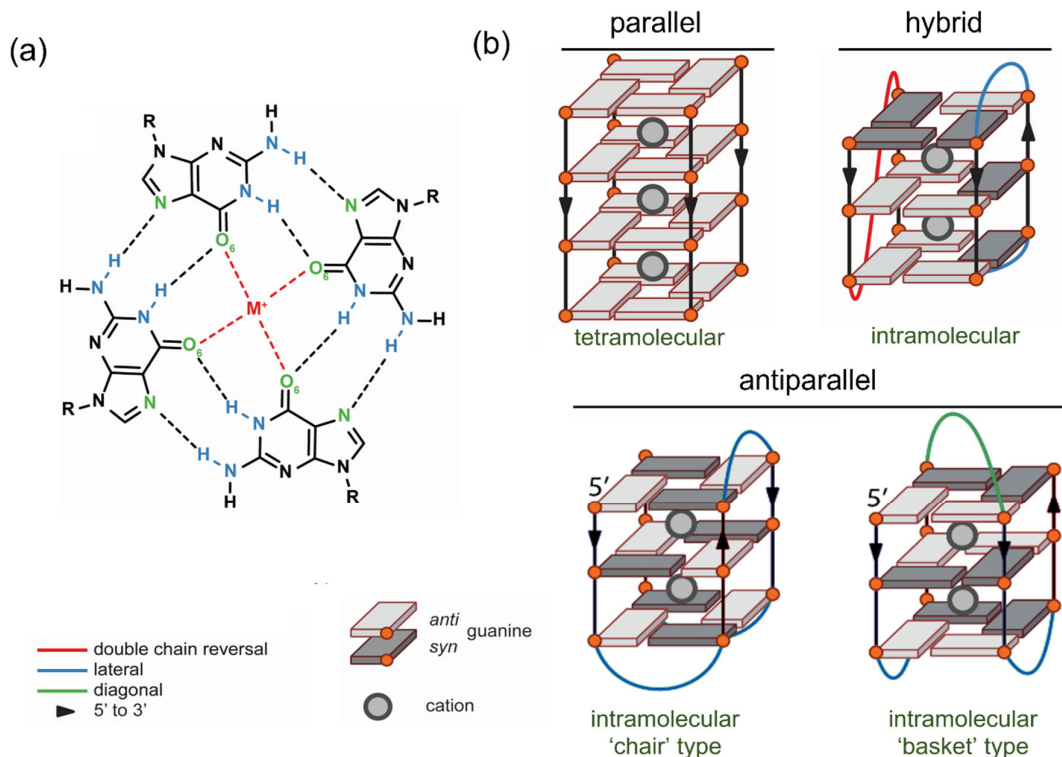 (a)
H
R
N
N
N
H
N
H
N
N
N
R
O6
O6
N
N
M+
H
N
N
H
H
H
N
H
N
N
O6
O6
H
N
N
N
R
N
H
N
H
N
N
H
N
R
(b)
parallel
hybrid
tetramolecular
intramolecular
antiparallel
5′
5′
intramolecular
‘chair’ type
intramolecular
‘basket’ type
double chain reversal
lateral
diagonal
5’ to 3’
anti
guanine
syn
cation